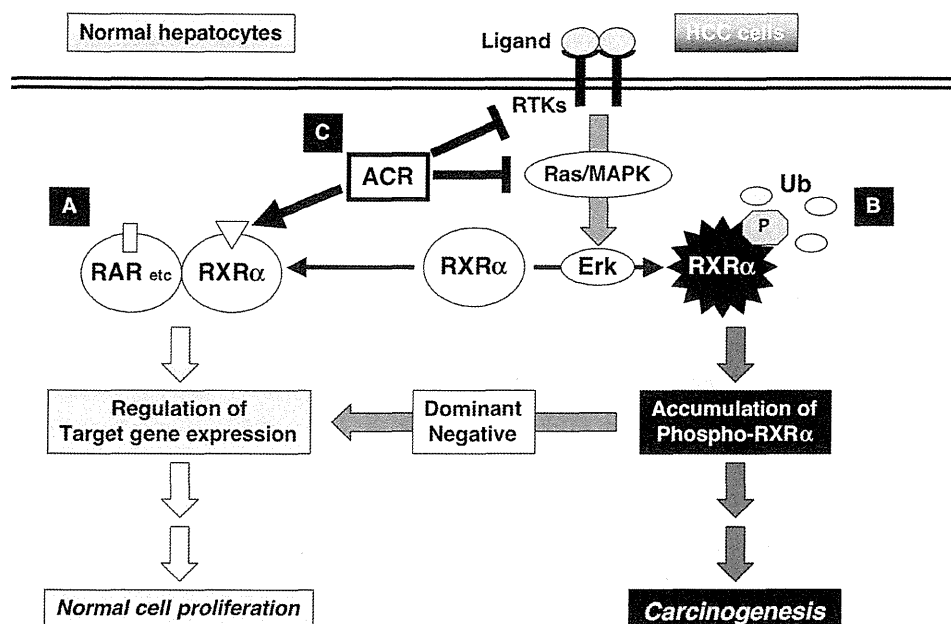 Normal hepatocytes
Ligand
HCC cells
RTKs
C
ACR
Ras/MAPK
Ub
A
B
P
RAR etc
RXRα
RXRα
Erk
RXRα
Regulation of
Target gene expression
Dominant
Negative
Accumulation of
Phospho-RXRα
Normal cell proliferation
Carcinogenesis